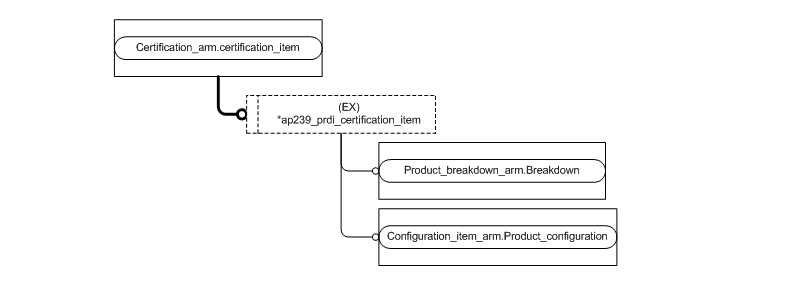 Certification_arm.certification_item
(EX)
*ap239_prdi_certification_item
Product_breakdown_arm.Breakdown
Configuration_item_arm.Product_configuration